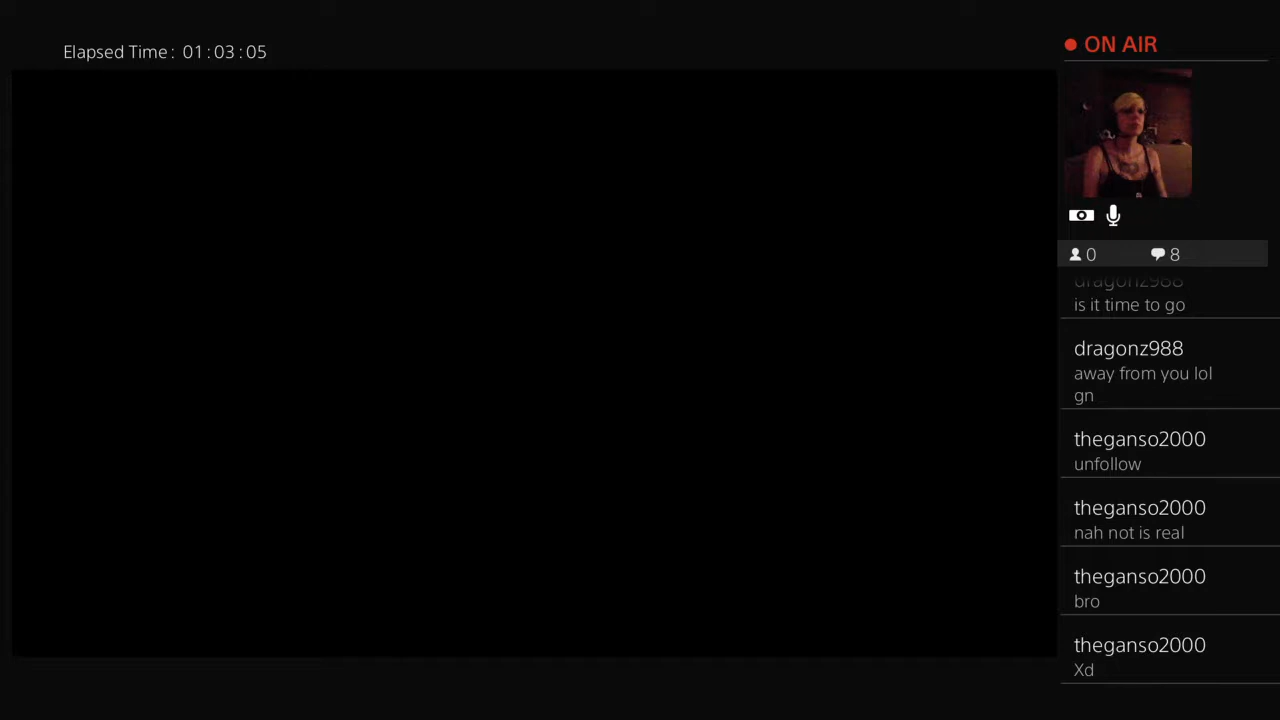 Elapsed Time: 01:03:05
ON AIR
0 8
dragonz988
is it time to go
dragonz988
away from you lol
gn
theganso2000
unfollow
theganso2000
nah not is real
theganso2000
bro
theganso2000
Xd